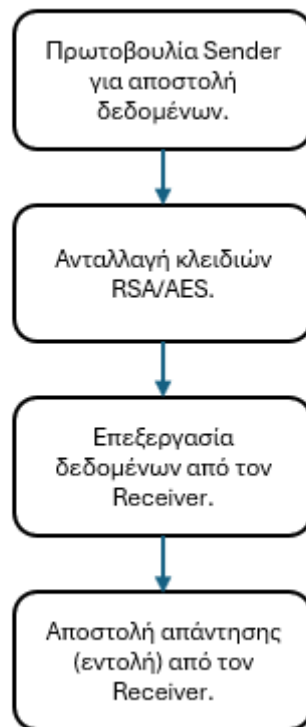 Πρωτοβουλία Sender
για αποστολή
δεδομένων.
Ανταλλαγή κλειδιών
RSA/AES.
Επεξεργασία
δεδομένων από τον
Receiver.
Αποστολή απάντησης
(εντολή) από τον
Receiver.